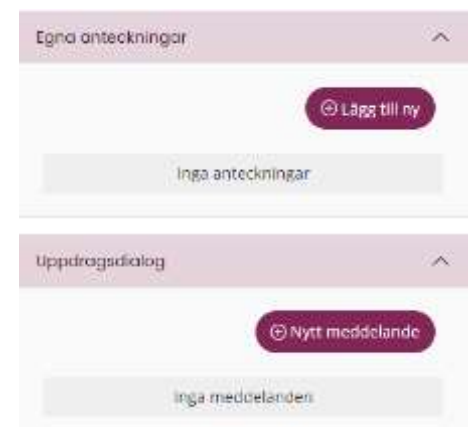 Egna anteckningar
Lägg till ny
Inga anteckningar
Uppdragsdialog
Nytt meddelande
Inga meddelanden